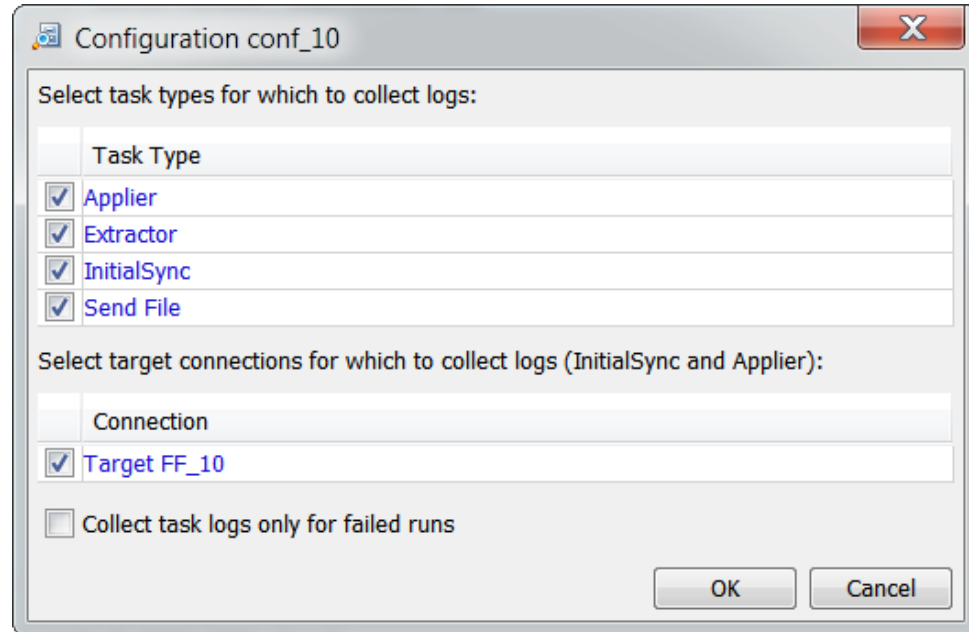 Configuration conf_10
Select task types for which to collect logs:
Task Type
Applier
Extractor
InitialSync
Send File
Select target connections for which to collect logs (InitialSync and Applier):
Connection
Target FF_10
Collect task logs only for failed runs
OK Cancel